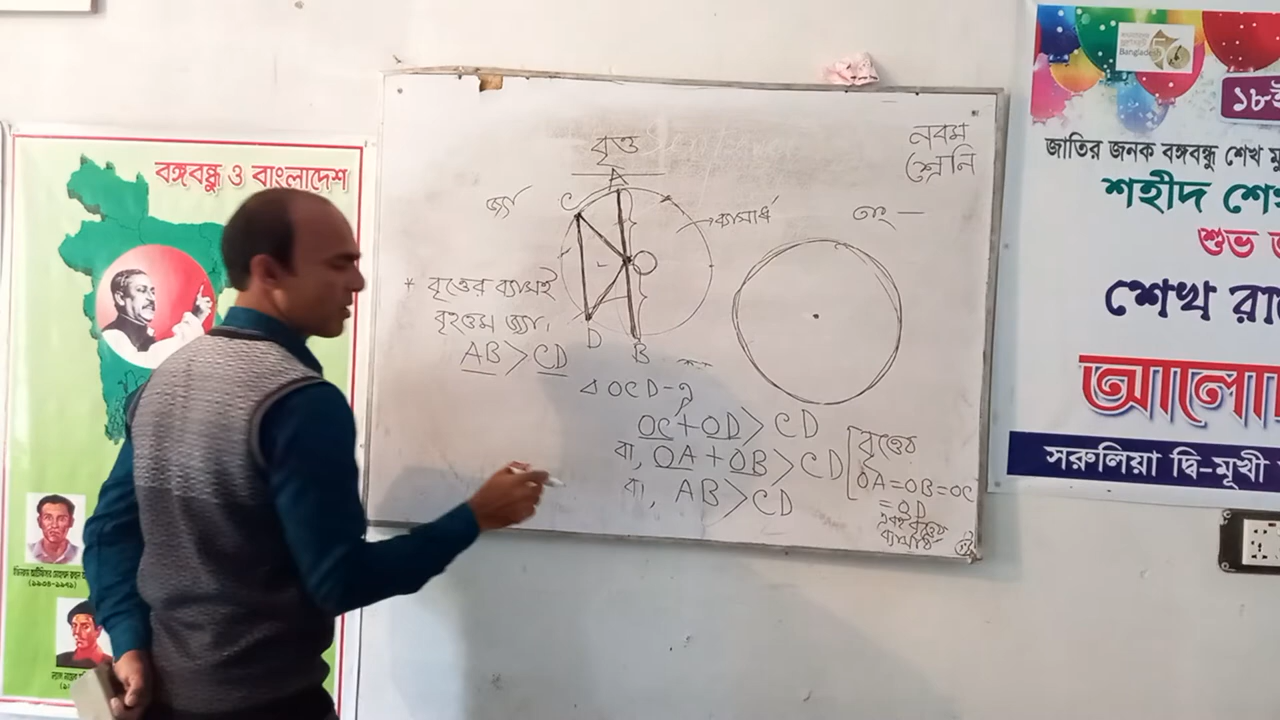 বঙ্গবন্ধু ও বাংলাদেশ
বৃত্ত
নবম
শ্রেনি
জ্যা
A
C
ব্যাসার্ধ
D
B
* বৃত্তের ব্যাসই
বৃহত্তম জ্যা।
AB > CD
Δ OCD-এ
OC + OD > CD
বা, OA + OB > CD
বা, AB > CD
[বৃত্তের
OA = OB = OC
= OD
একই বৃত্তের
ব্যাসার্ধ
Bangladesh
১৮ই
জাতির জনক বঙ্গবন্ধু শেখ মু
শহীদ শেখ
শুভ জ
শেখ রা
আলো
সরুলিয়া দ্বি-মূখী